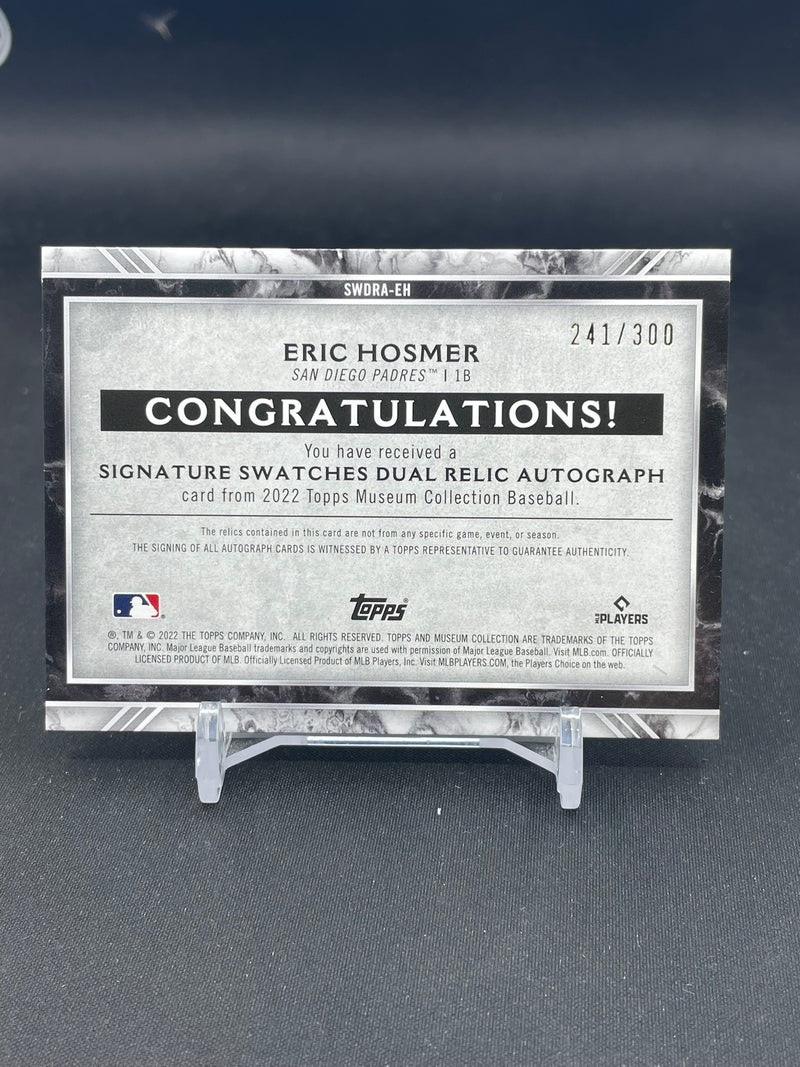 SWDRA-EH
241/300
ERIC HOSMER
SAN DIEGO PADRES™ | 1B
CONGRATULATIONS!
You have received a
SIGNATURE SWATCHES DUAL RELIC AUTOGRAPH
card from 2022 Topps Museum Collection Baseball.
The relics contained in this card are not from any specific game, event, or season.
THE SIGNING OF ALL AUTOGRAPH CARDS IS WITNESSED BY A TOPPS REPRESENTATIVE TO GUARANTEE AUTHENTICITY.
® Topps® MLB PLAYERS
®, TM & © 2022 THE TOPPS COMPANY, INC. ALL RIGHTS RESERVED. TOPPS AND MUSEUM COLLECTION ARE TRADEMARKS OF THE TOPPS
COMPANY, INC. Major League Baseball trademarks and copyrights are used with permission of Major League Baseball. Visit MLB.com. OFFICIALLY
LICENSED PRODUCT OF MLB. Officially Licensed Product of MLB Players, Inc. Visit MLBPLAYERS.COM, the Players Choice on the web.